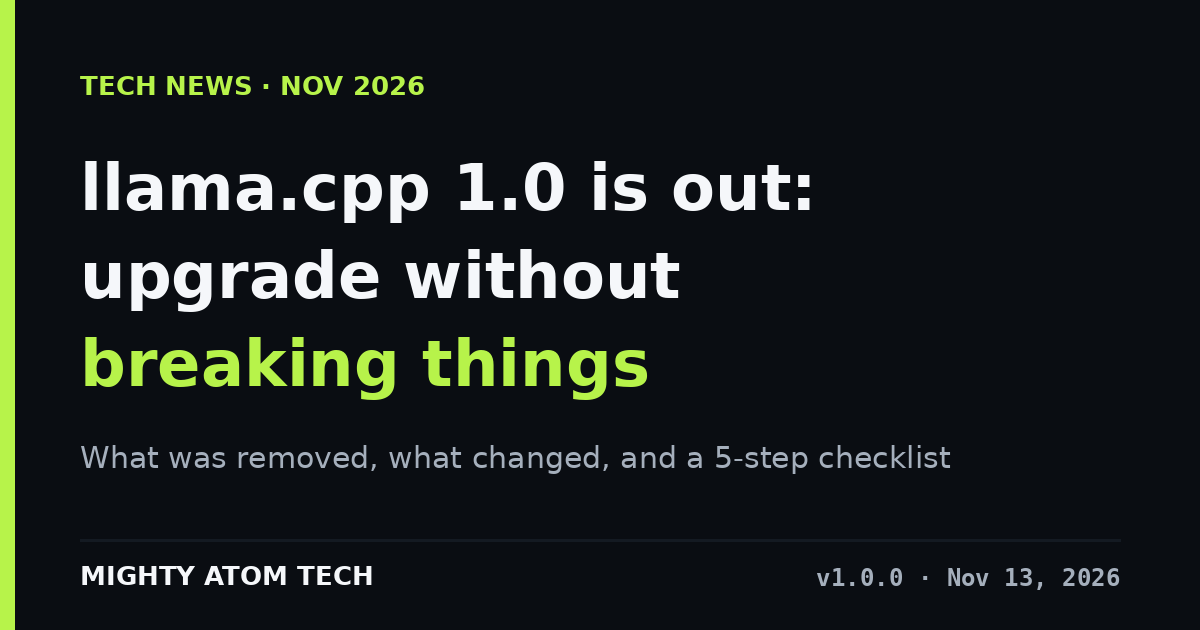 TECH NEWS · NOV 2026
llama.cpp 1.0 is out:
upgrade without
breaking things
What was removed, what changed, and a 5-step checklist
MIGHTY ATOM TECH
v1.0.0 · Nov 13, 2026